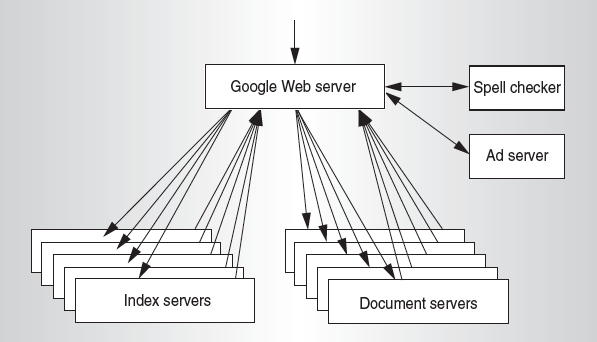 Google Web server
Spell checker
Ad server
Index servers
Document servers